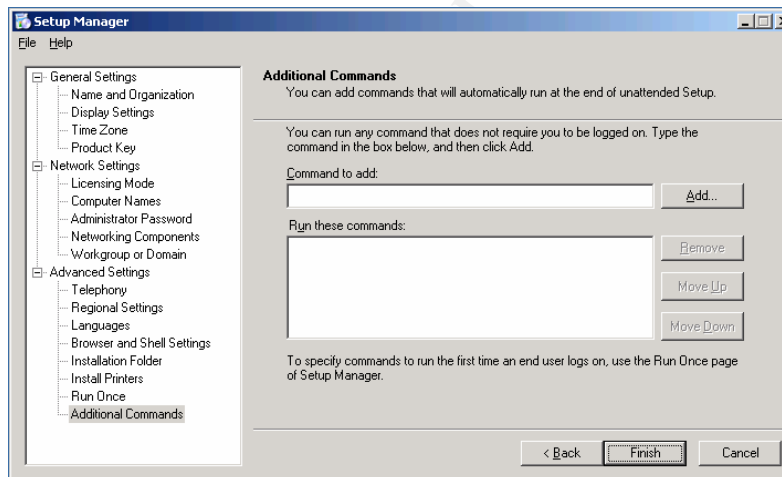 Setup Manager
File Help
General Settings
Name and Organization
Display Settings
Time Zone
Product Key
Network Settings
Licensing Mode
Computer Names
Administrator Password
Networking Components
Workgroup or Domain
Advanced Settings
Telephony
Regional Settings
Languages
Browser and Shell Settings
Installation Folder
Install Printers
Run Once
Additional Commands
Additional Commands
You can add commands that will automatically run at the end of unattended Setup.
You can run any command that does not require you to be logged on. Type the
command in the box below, and then click Add.
Command to add:
Add...
Run these commands:
Remove
Move Up
Move Down
To specify commands to run the first time an end user logs on, use the Run Once page
of Setup Manager.
< Back Finish Cancel